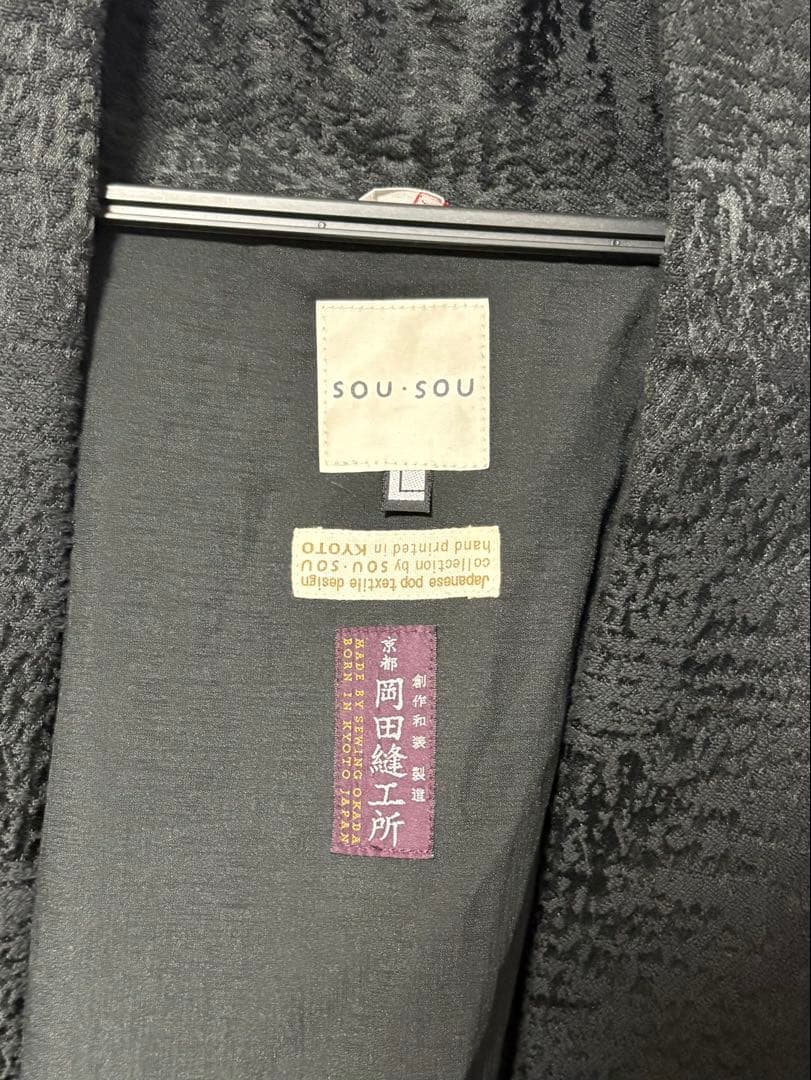 SOU・SOU
L
Japanese pop textile design
collection by SOU・SOU.
hand printed in KYOTO
創作和装 製造
京都 岡田縫工所
MADE BY SEWING OKADA
BORN IN KYOTO JAPAN